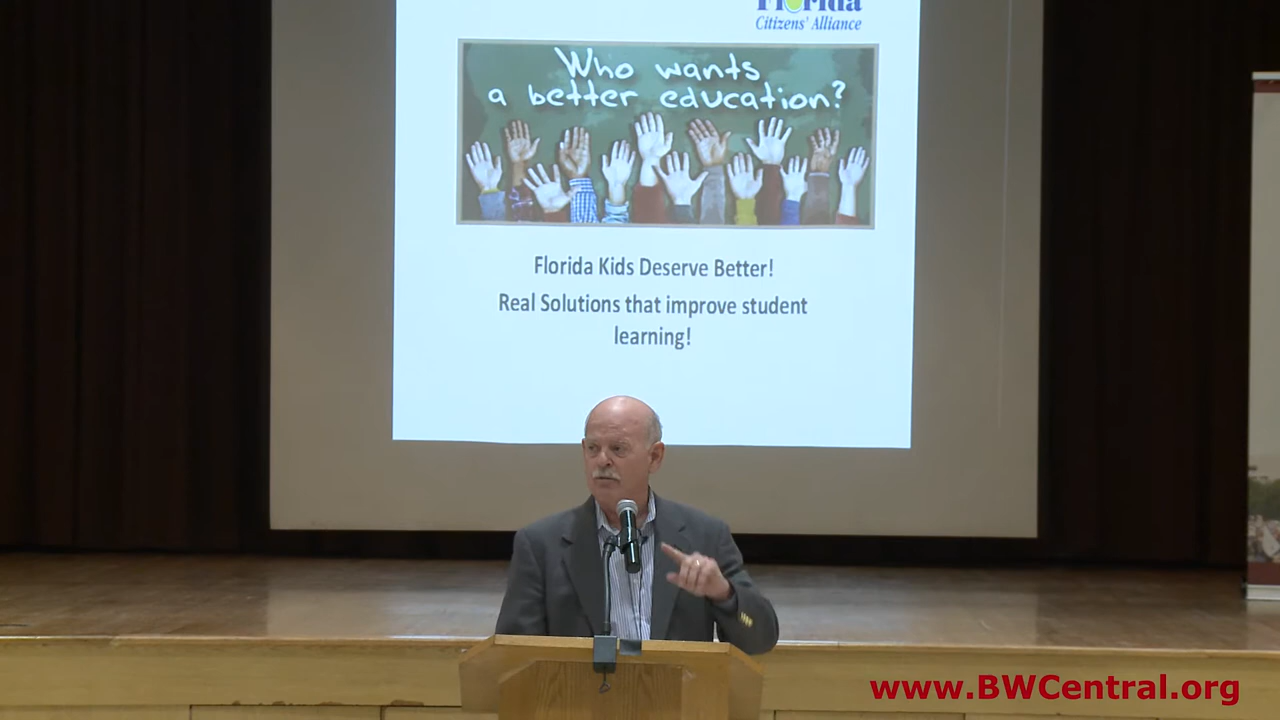 Florida
Citizens' Alliance
Who wants
a better education?
Florida Kids Deserve Better!
Real Solutions that improve student
learning!
www.BWCentral.org